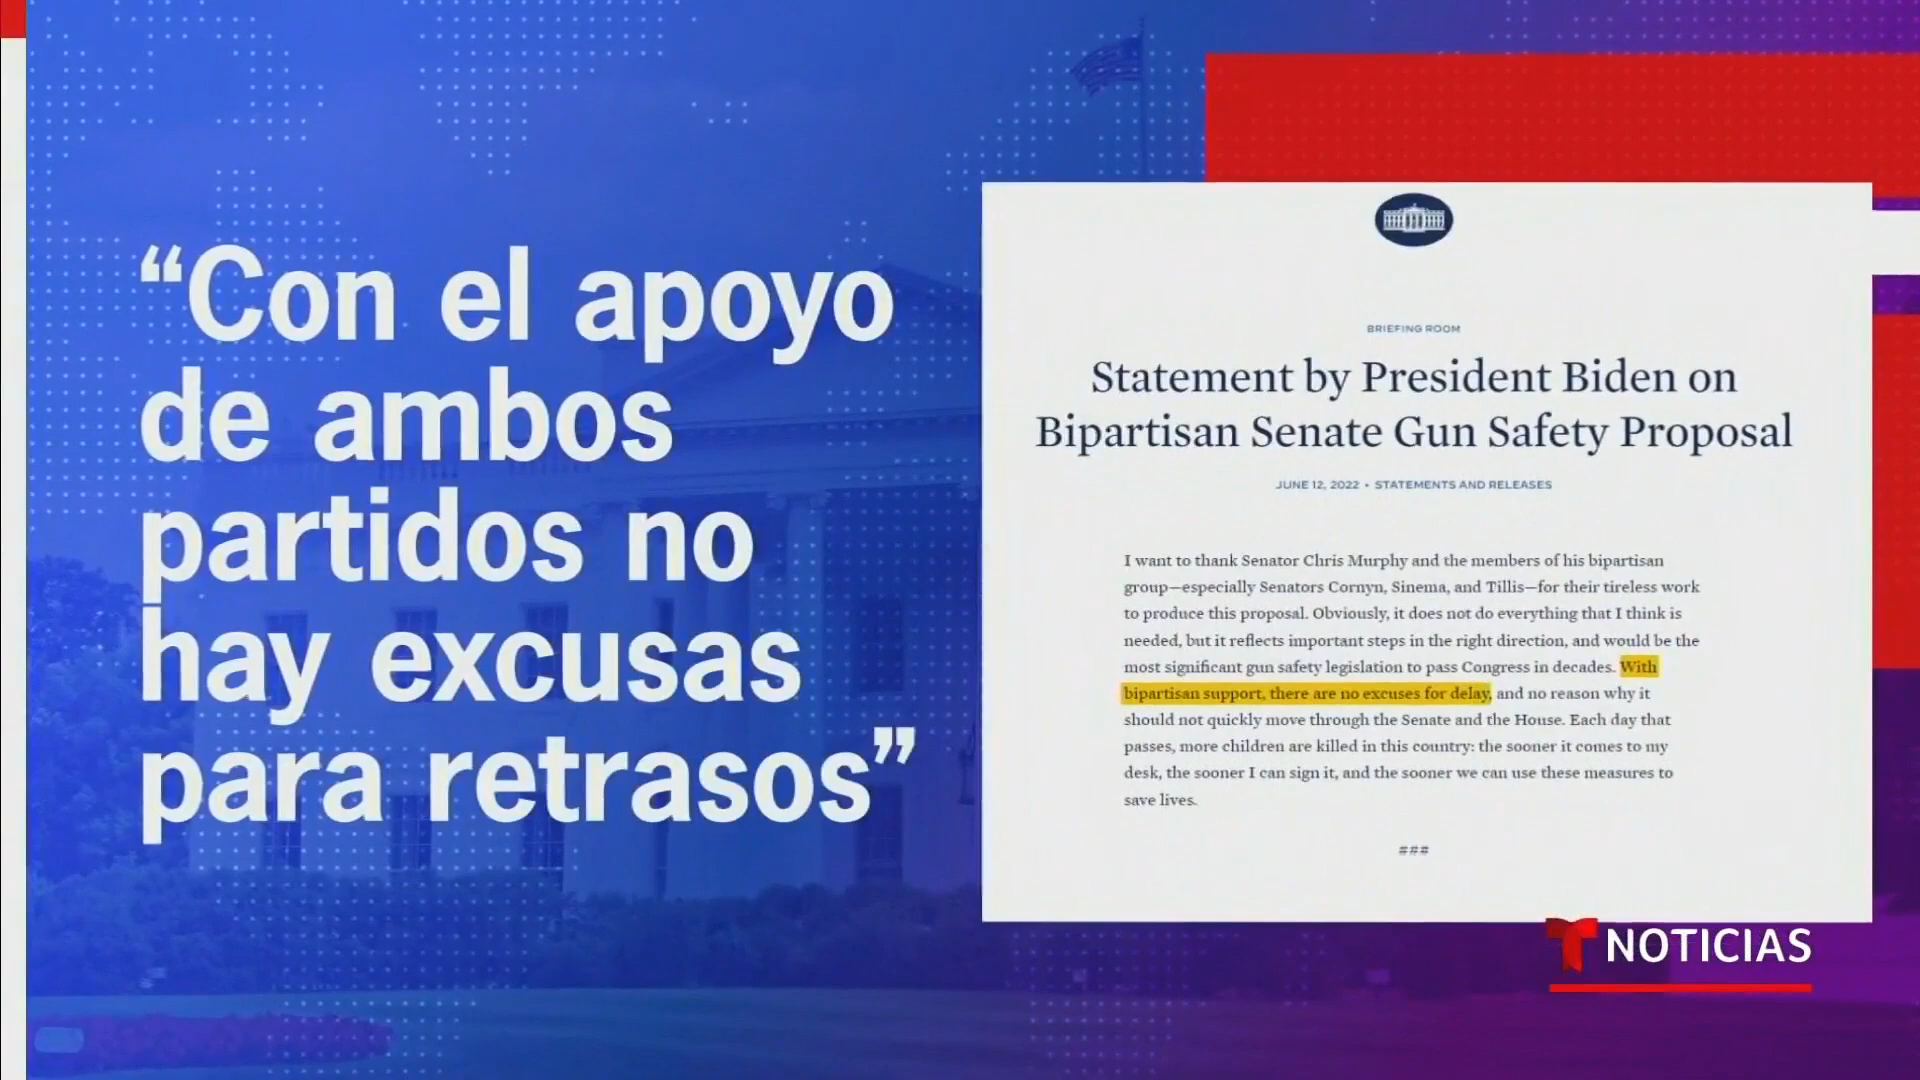 “Con el apoyo
de ambos
partidos no
hay excusas
para retrasos”
BRIEFING ROOM
Statement by President Biden on
Bipartisan Senate Gun Safety Proposal
JUNE 12, 2022 • STATEMENTS AND RELEASES
I want to thank Senator Chris Murphy and the members of his bipartisan
group—especially Senators Cornyn, Sinema, and Tillis—for their tireless work
to produce this proposal. Obviously, it does not do everything that I think is
needed, but it reflects important steps in the right direction, and would be the
most significant gun safety legislation to pass Congress in decades. With
bipartisan support, there are no excuses for delay, and no reason why it
should not quickly move through the Senate and the House. Each day that
passes, more children are killed in this country: the sooner it comes to my
desk, the sooner I can sign it, and the sooner we can use these measures to
save lives.
###
NOTICIAS